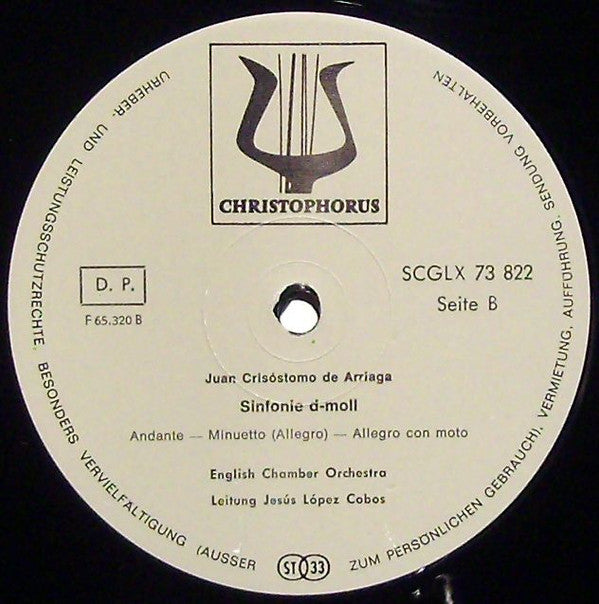 CHRISTOPHORUS
D. P.
F 65.320 B
SCGLX 73 822
Seite B
Juan Crisóstomo de Arriaga
Sinfonie d-moll
Andante — Minuetto (Allegro) — Allegro con moto
English Chamber Orchestra
Leitung Jesús López Cobos
URHEBER- UND LEISTUNGSSCHUTZRECHTE, BESONDERS VERVIELFÄLTIGUNG (AUSSER ZUM PERSÖNLICHEN GEBRAUCH), VERMIETUNG, AUFFÜHRUNG, SENDUNG VORBEHALTEN
ST 33